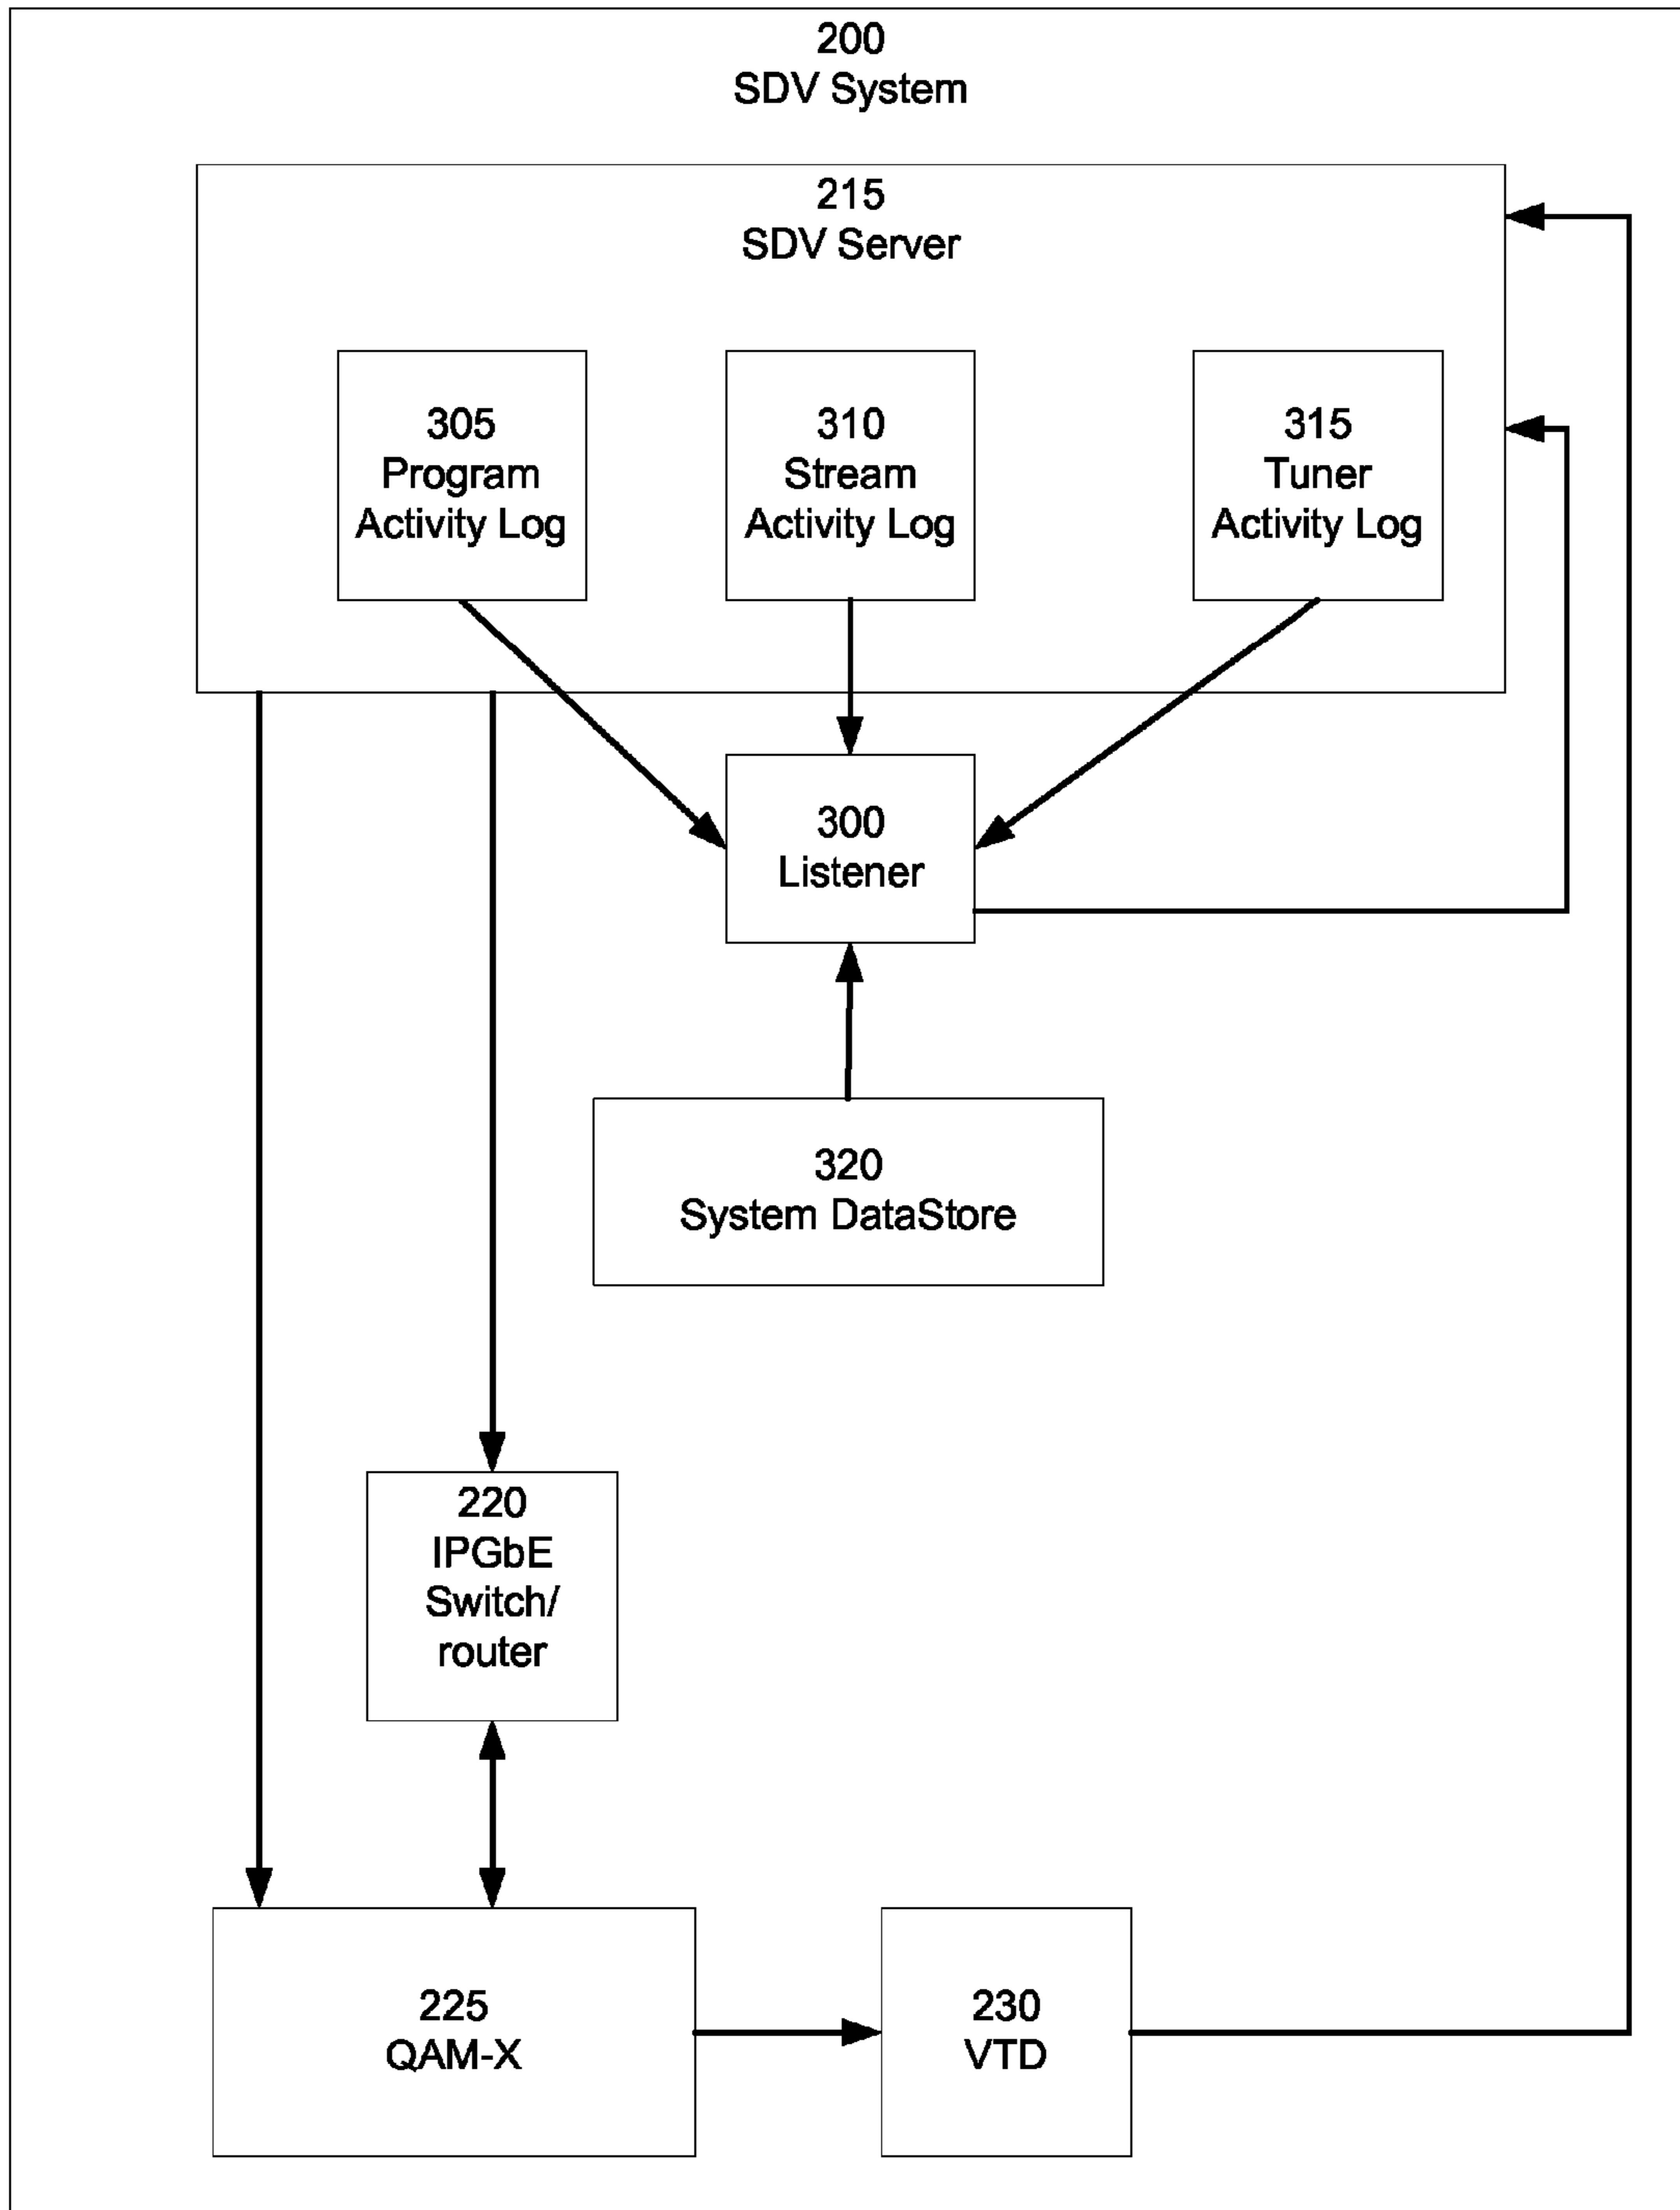 200
SDV System
215
SDV Server
305
Program
Activity Log
310
Stream
Activity Log
315
Tuner
Activity Log
300
Listener
320
System DataStore
220
IPGbE
Switch/
router
225
QAM-X
230
VTD